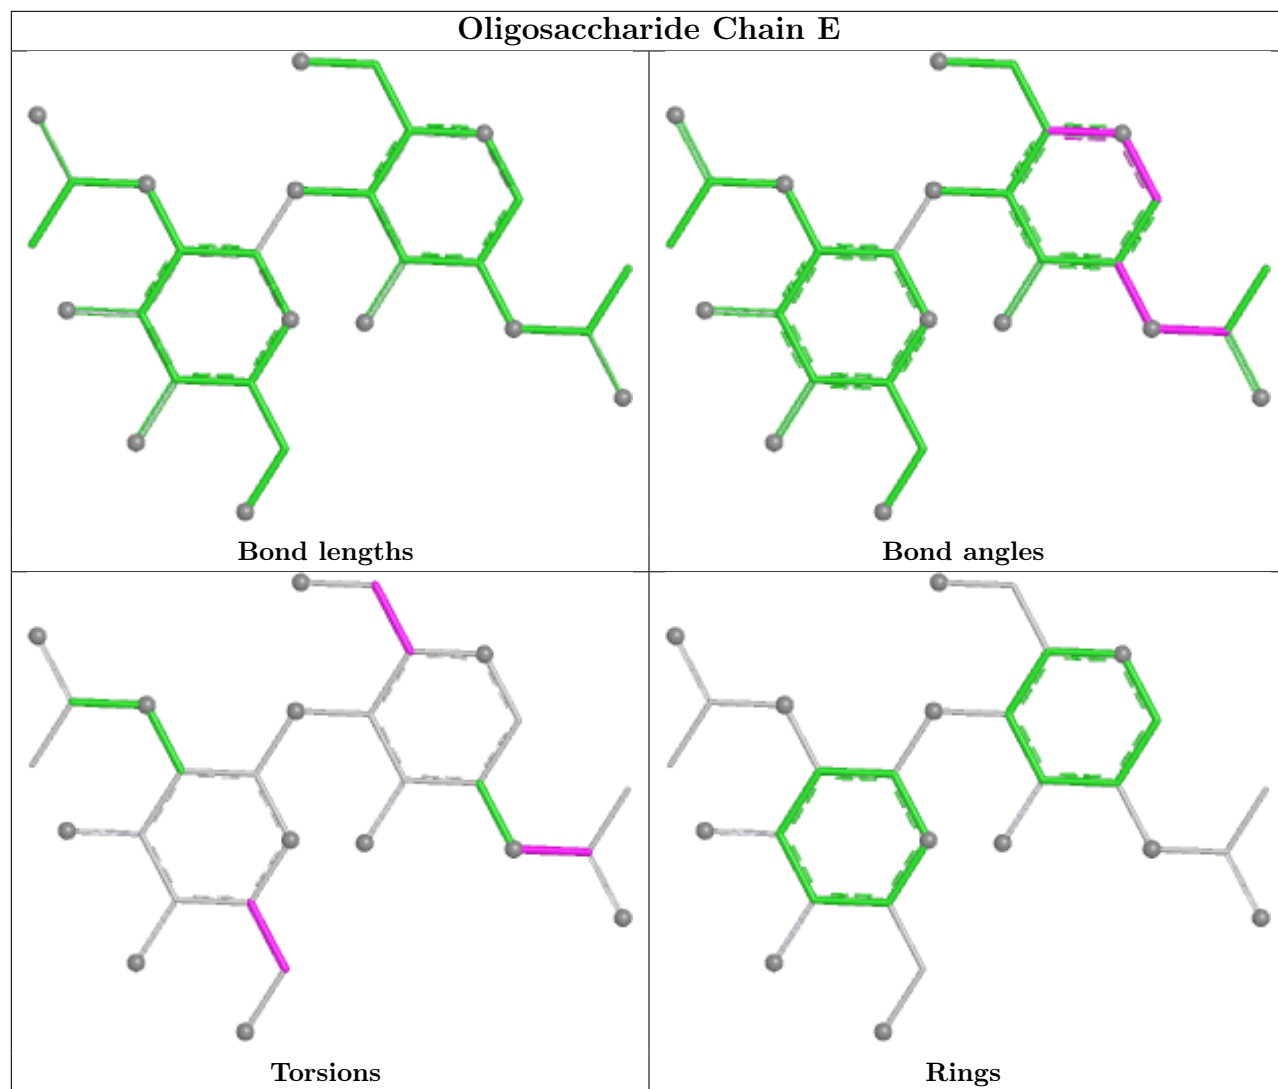 Oligosaccharide Chain E
Bond lengths
Bond angles
Torsions
Rings